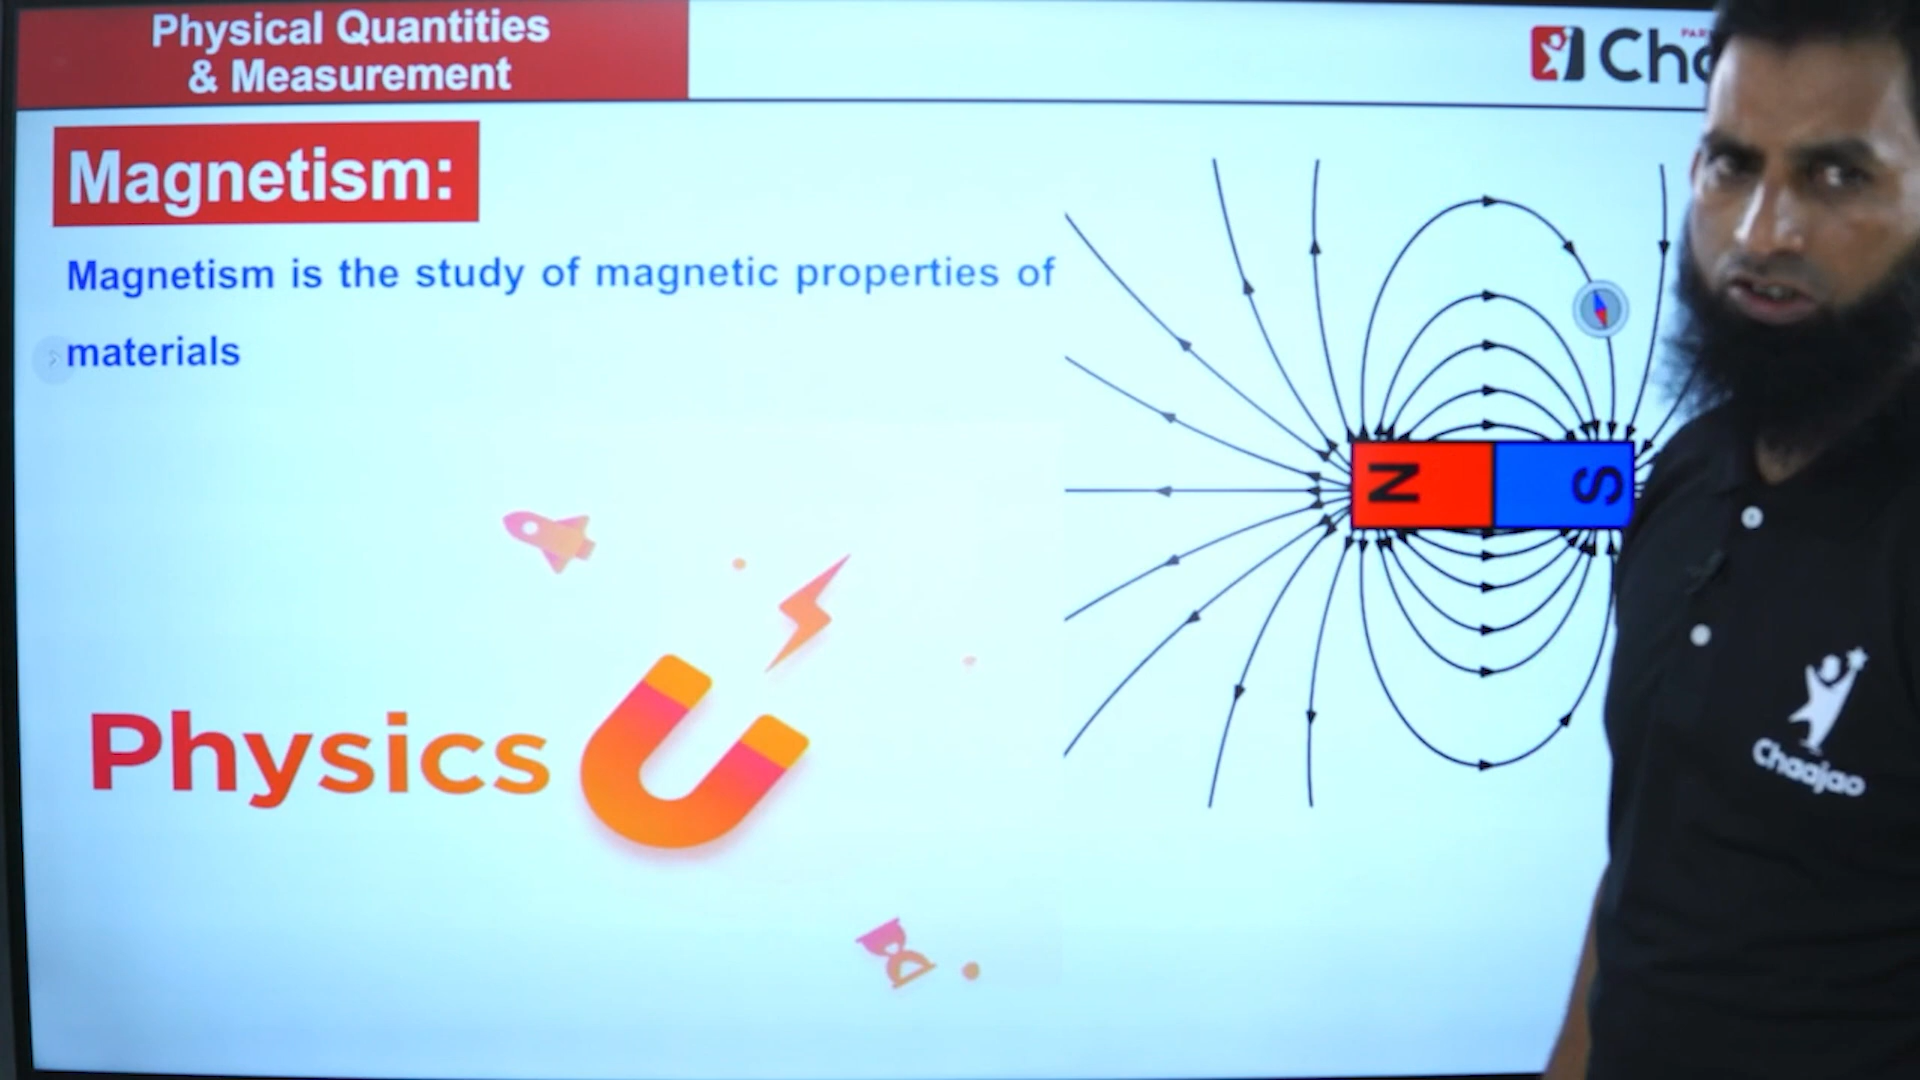 Physical Quantities
& Measurement
Magnetism:
Magnetism is the study of magnetic properties of
materials
N
S
Physics
Chaajao